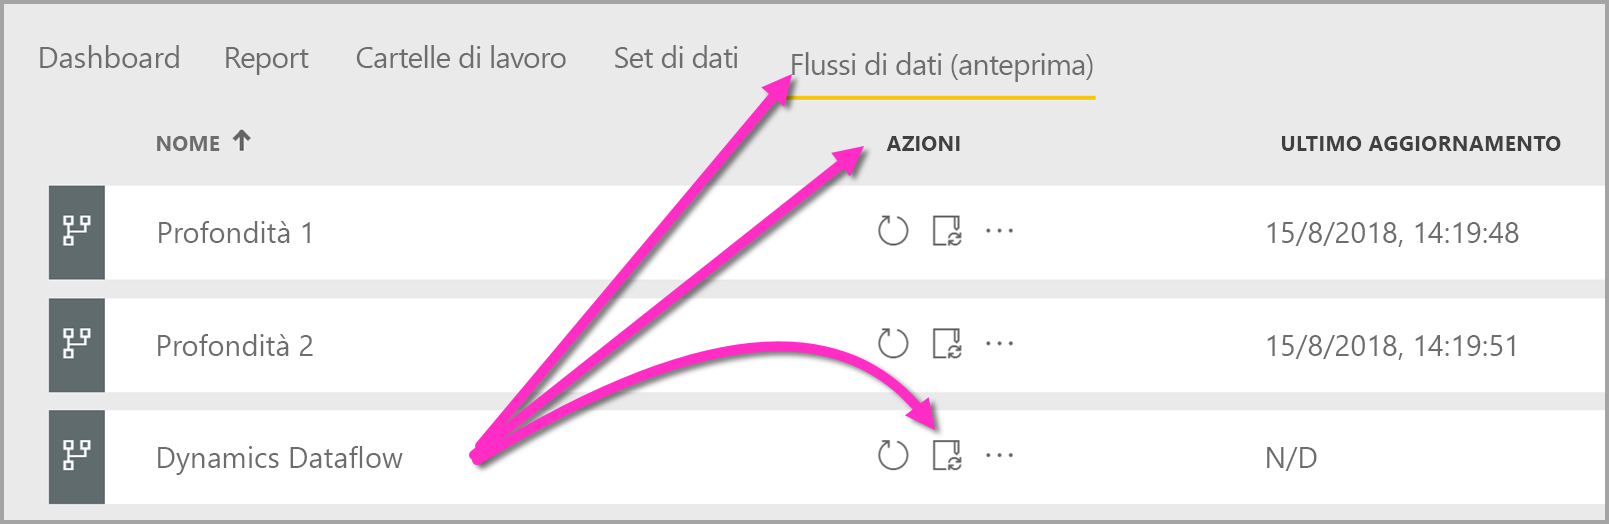 Dashboard Report Cartelle di lavoro Set di dati Flussi di dati (anteprima)
NOME AZIONI ULTIMO AGGIORNAMENTO
Profondità 1 15/8/2018, 14:19:48
Profondità 2 15/8/2018, 14:19:51
Dynamics Dataflow N/D